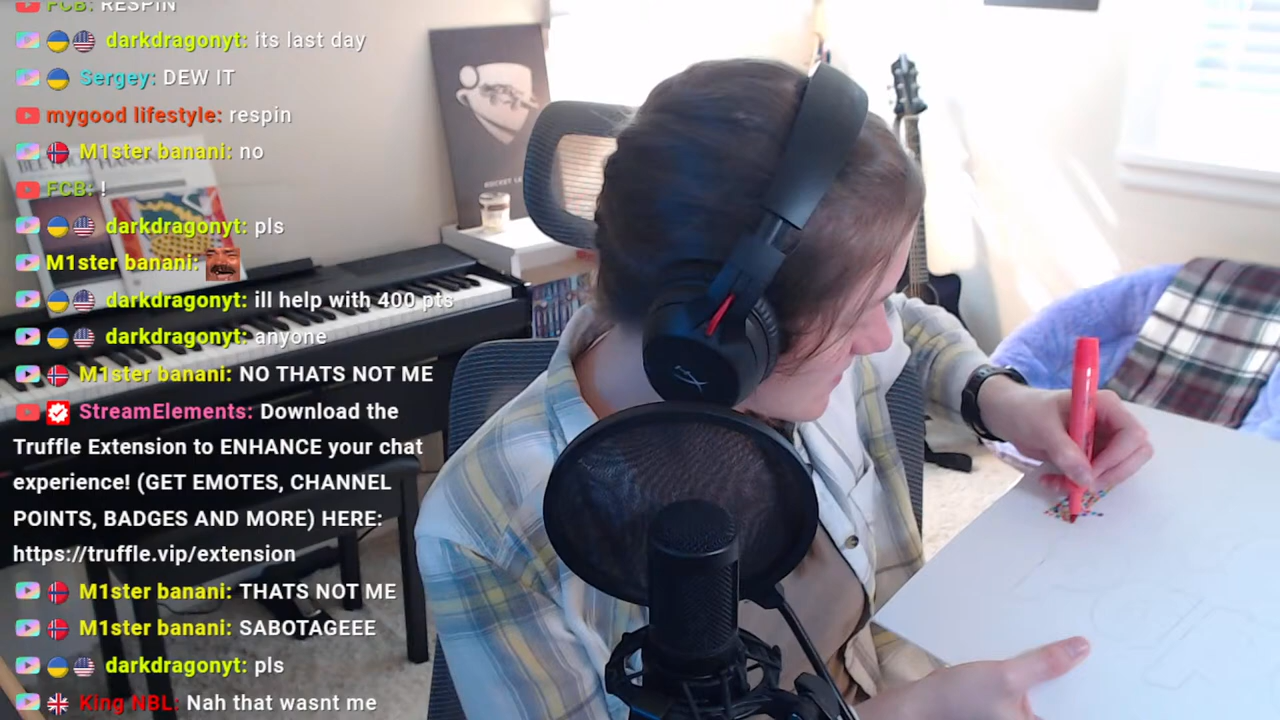 FCB: RESPIN
darkdragonyt: its last day
Sergey: DEW IT
mygood lifestyle: respin
M1ster banani: no
FCB: !
darkdragonyt: pls
M1ster banani:
darkdragonyt: ill help with 400 pts
darkdragonyt: anyone
M1ster banani: NO THATS NOT ME
StreamElements: Download the
Truffle Extension to ENHANCE your chat
experience! (GET EMOTES, CHANNEL
POINTS, BADGES AND MORE) HERE:
https://truffle.vip/extension
M1ster banani: THATS NOT ME
M1ster banani: SABOTAGEEE
darkdragonyt: pls
King NBL: Nah that wasnt me